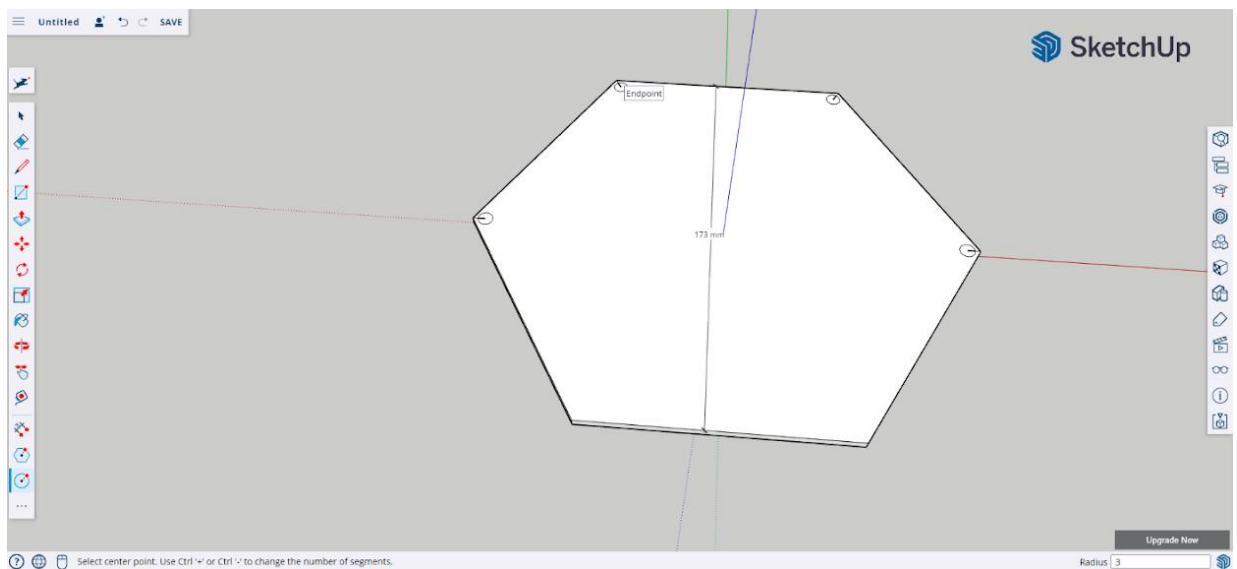 Untitled SAVE
SketchUp
Endpoint
173 mm
Upgrade Now
Select center point. Use Ctrl '+' or Ctrl '-' to change the number of segments.
Radius 3